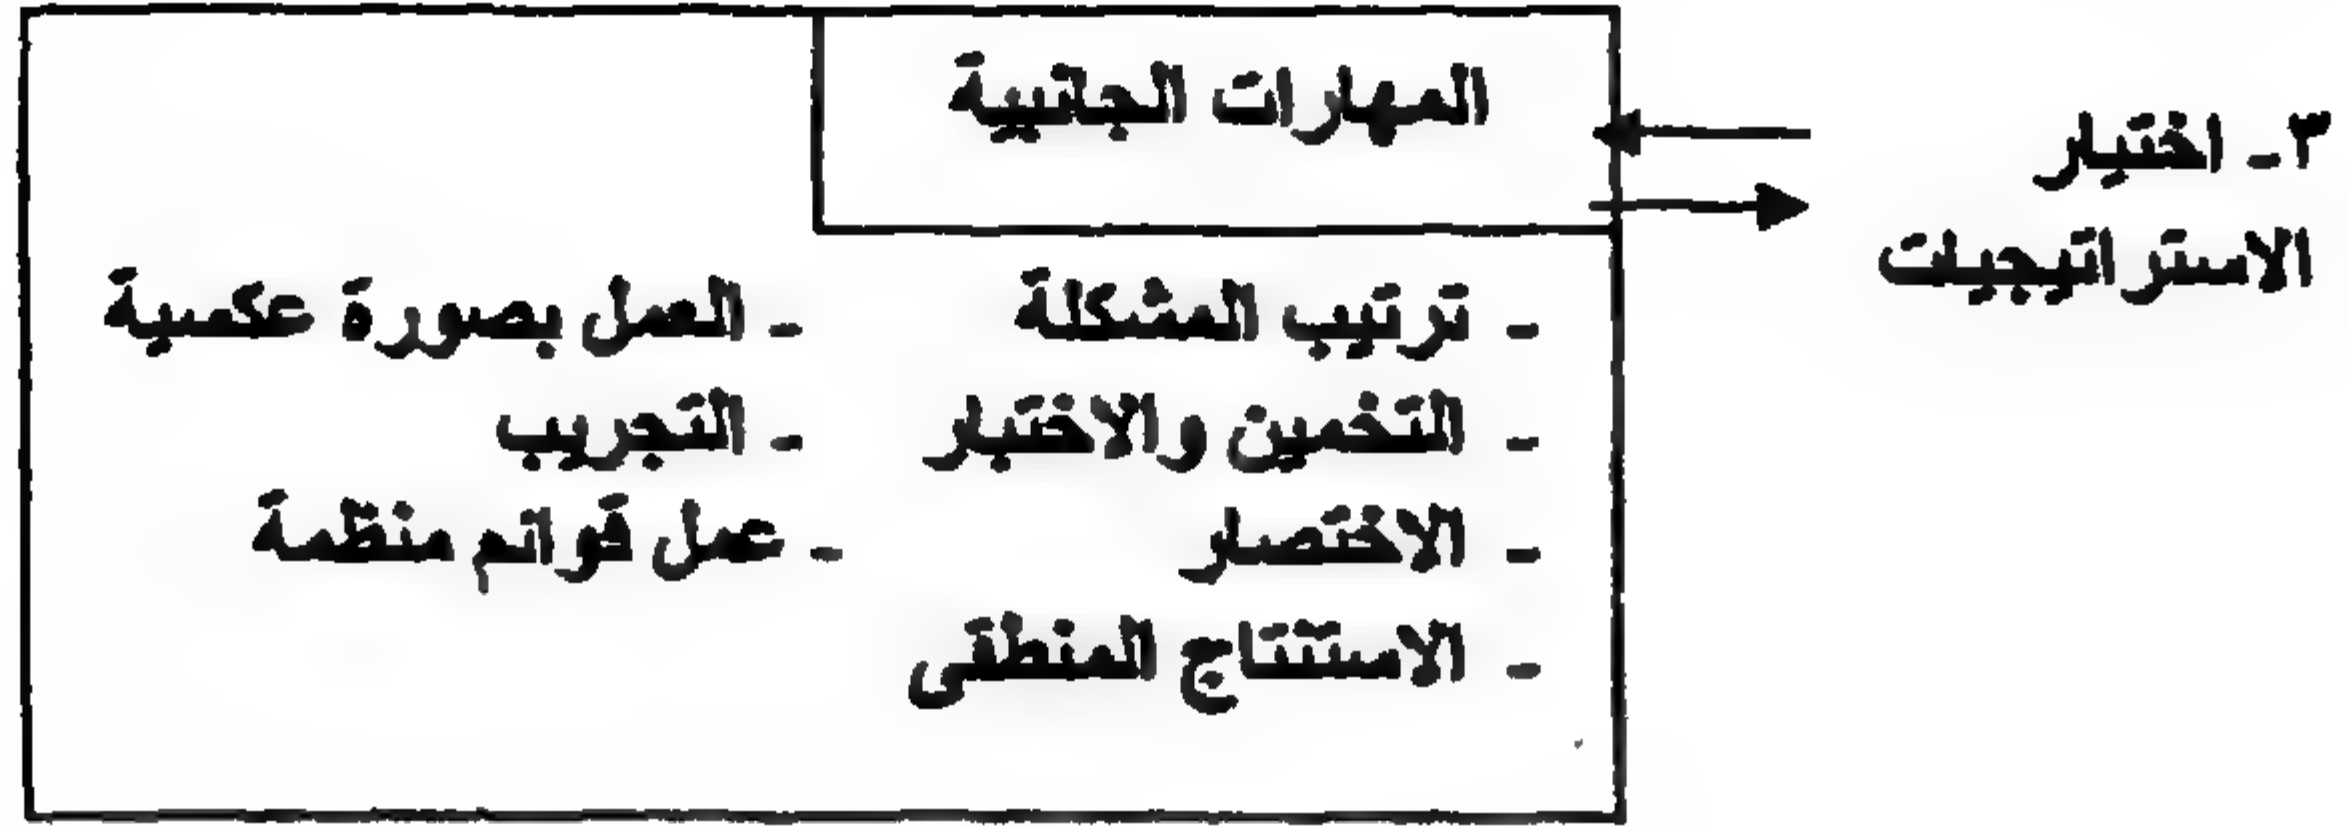 ٣- اختيار
الاستراتيجيات
المهارات الجانبية
- ترتيب المشكلة
- التخمين والاختبار
- الاختصار
- الاستنتاج المنطقى
- العمل بصورة عكسية
- التجريب
- عمل قوائم منظمة